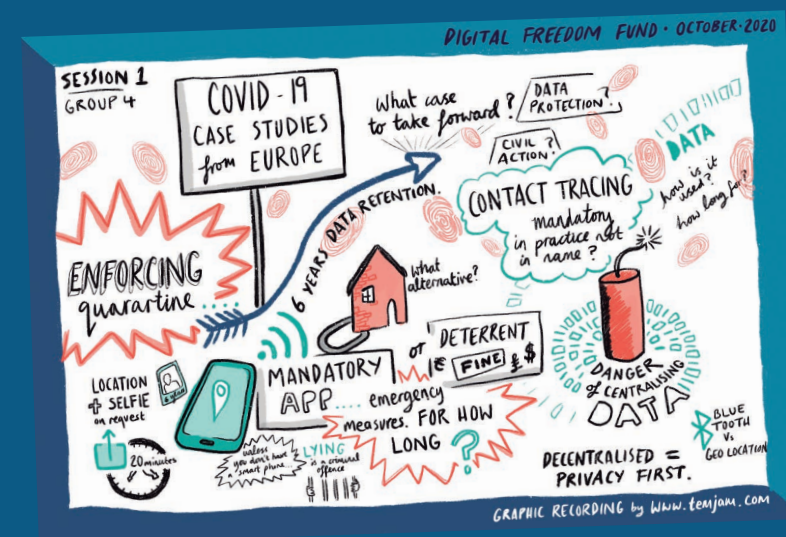 DIGITAL FREEDOM FUND • OCTOBER • 2020
SESSION 1
GROUP 4
COVID-19
CASE STUDIES
from EUROPE
What case
to take forward?
DATA
PROTECTION?
CIVIL ?
ACTION.
DATA
how is it
used?
how long for?
CONTACT TRACING
mandatory
in practice not
in name?
6 YEARS DATA RETENTION.
ENFORCING
quarantine....
What
alternative?
MANDATORY
APP....
or
DETERRENT
€ FINE £ $
emergency
measures. FOR HOW
LONG ?
LOCATION
+ SELFIE
on request
20 minutes
unless
you don't have
a smart phone...
LYING
is a criminal
offence
DANGER
of CENTRALISING
DATA
BLUE
TOOTH
Vs
GEO LOCATION
DECENTRALISED =
PRIVACY FIRST.
GRAPHIC RECORDING by WWW.temjam.com